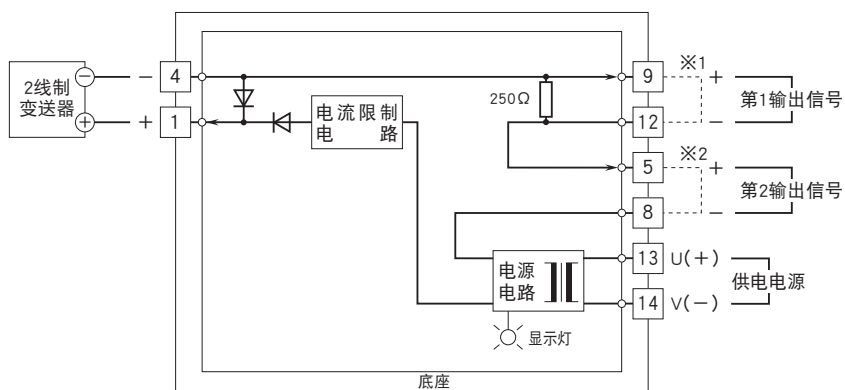 2线制
变送器
－
＋
－
＋
4
1
电流限制
电　　路
250Ω
9
12
5
8
13
14
※1
＋
－
第1输出信号
※2
＋
－
第2输出信号
电源
电路
U(＋)
V(－)
供电电源
显示灯
底座